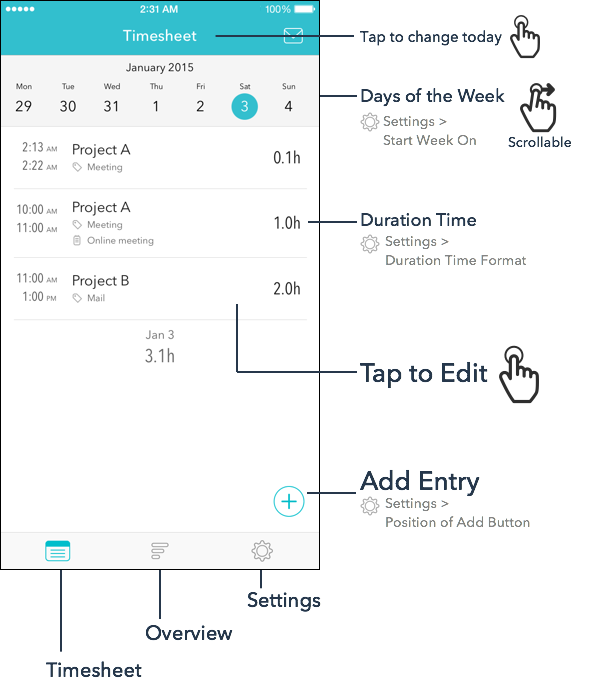 2:31 AM 100%
Timesheet
Tap to change today
January 2015
Mon Tue Wed Thu Fri Sat Sun
29 30 31 1 2 3 4
Days of the Week
Settings >
Start Week On
Scrollable
2:13 AM Project A
2:22 AM Meeting
0.1h
10:00 AM Project A
11:00 AM Meeting
Online meeting
1.0h
Duration Time
Settings >
Duration Time Format
11:00 AM Project B
1:00 PM Mail
2.0h
Jan 3
3.1h
Tap to Edit
Add Entry
Settings >
Position of Add Button
Settings
Overview
Timesheet